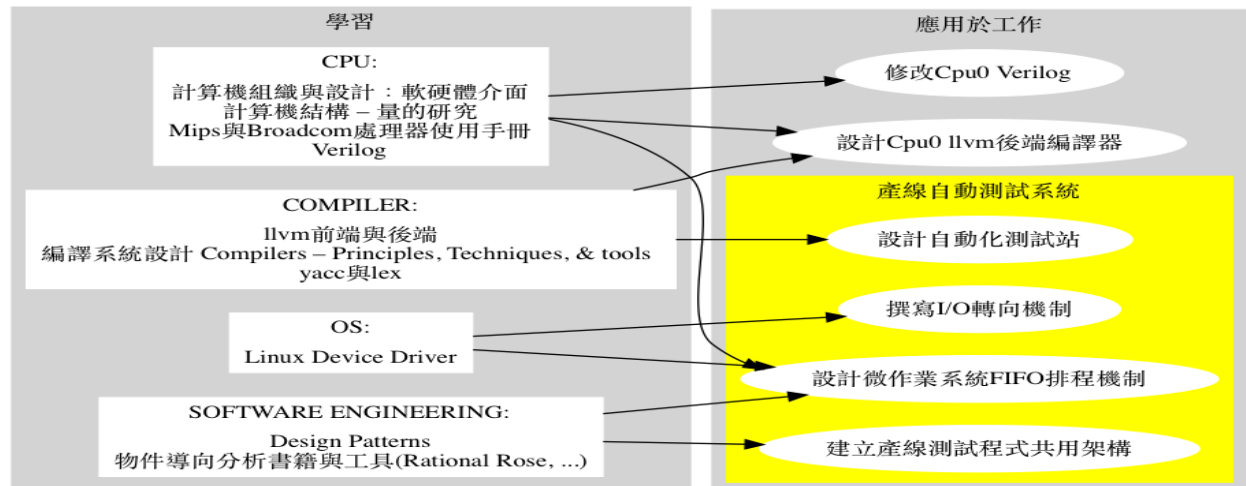 學習
CPU:
計算機組織與設計：軟硬體介面
計算機結構 – 量的研究
Mips與Broadcom處理器使用手冊
Verilog
COMPILER:
llvm前端與後端
編譯系統設計 Compilers – Principles, Techniques, & tools
yacc與lex
OS:
Linux Device Driver
SOFTWARE ENGINEERING:
Design Patterns
物件導向分析書籍與工具(Rational Rose, ...)
應用於工作
修改Cpu0 Verilog
設計Cpu0 llvm後端編譯器
產線自動測試系統
設計自動化測試站
撰寫I/O轉向機制
設計微作業系統FIFO排程機制
建立產線測試程式共用架構